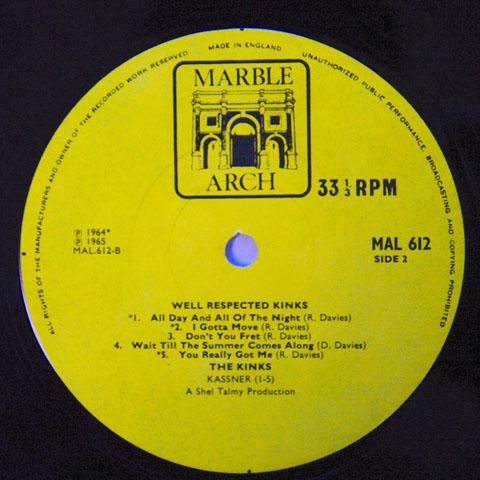 ALL RIGHTS OF THE MANUFACTURERS AND OWNER OF THE RECORDED WORK RESERVED
MADE IN ENGLAND
UNAUTHORIZED PUBLIC PERFORMANCE, BROADCASTING AND COPYING PROHIBITED
MARBLE
ARCH
33 1/3 RPM
℗ 1964*
℗ 1965
MAL.612-B
MAL 612
SIDE 2
WELL RESPECTED KINKS
*1. All Day And All Of The Night (R. Davies)
*2. I Gotta Move (R. Davies)
3. Don't You Fret (R. Davies)
4. Wait Till The Summer Comes Along (D. Davies)
*5. You Really Got Me (R. Davies)
THE KINKS
KASSNER (1-5)
A Shel Talmy Production